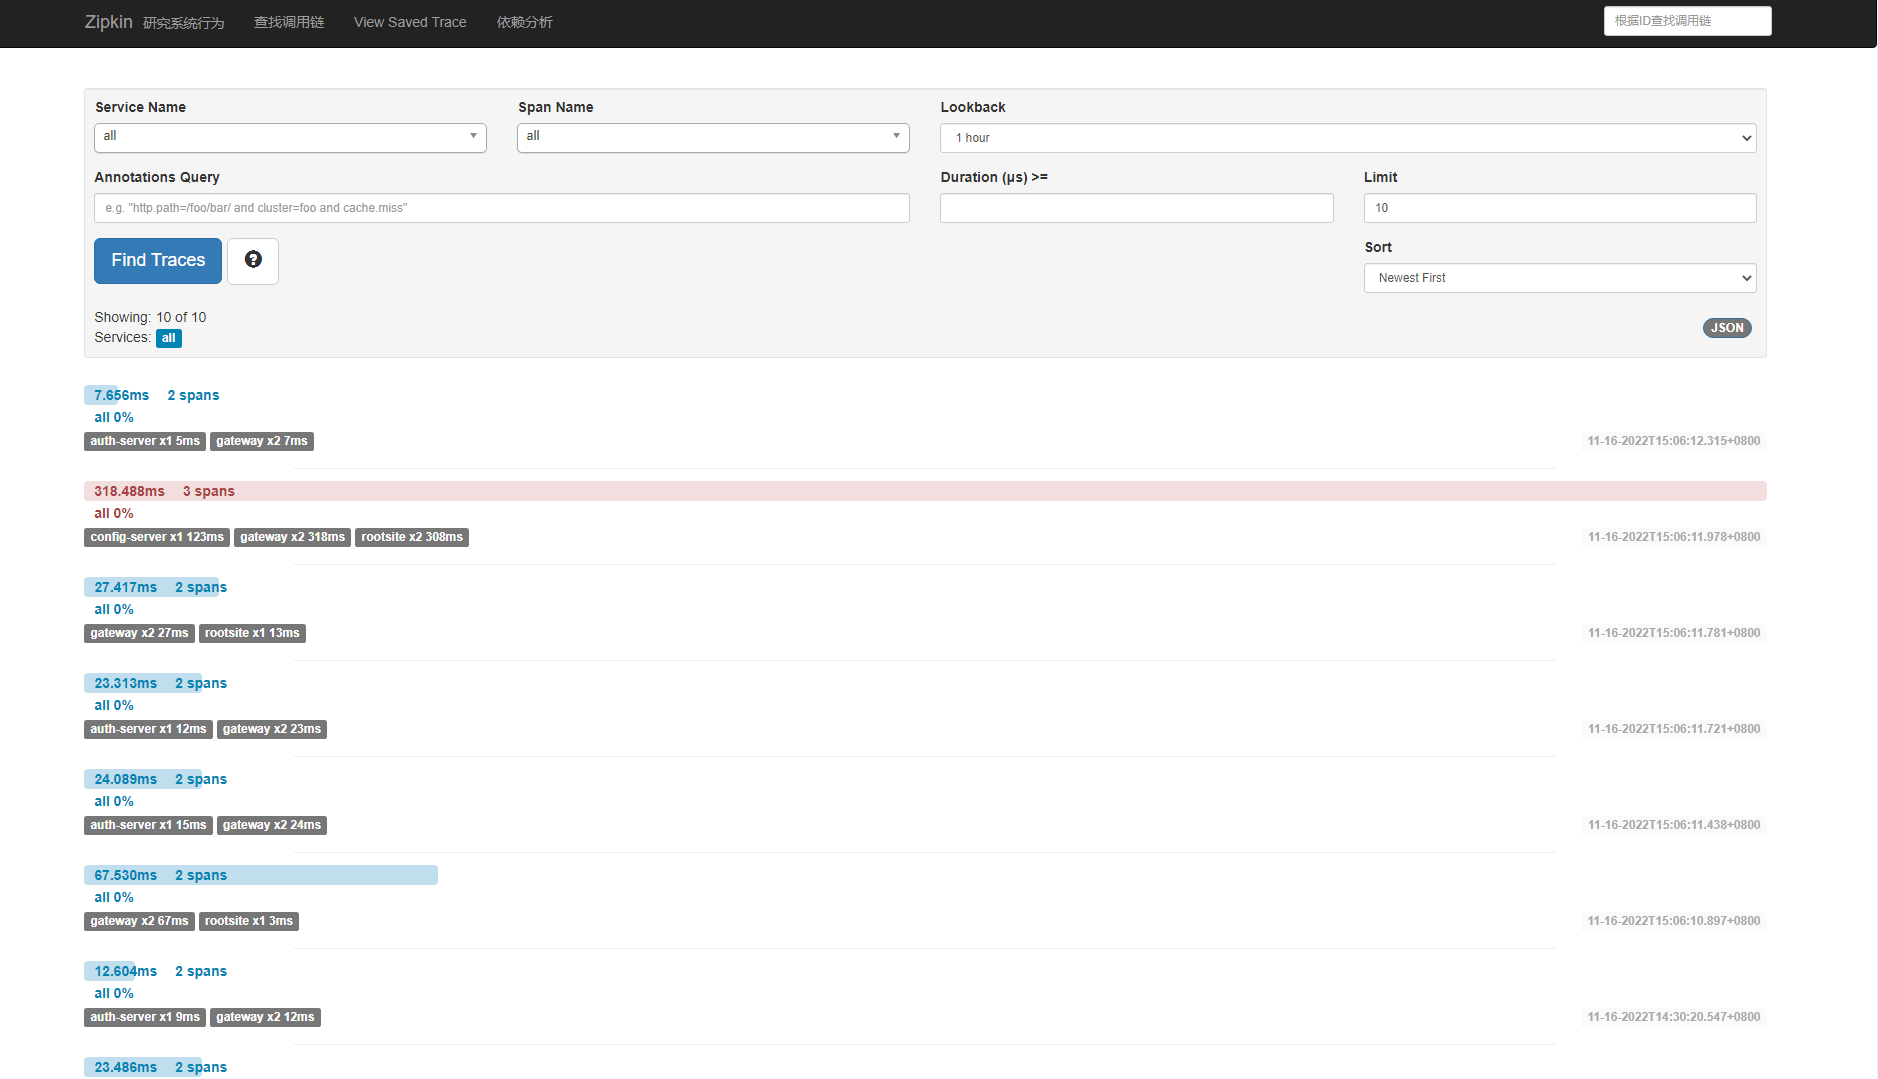 Zipkin 研究系统行为 查找调用链 View Saved Trace 依赖分析 根据ID查找调用链
Service Name Span Name Lookback
all all 1 hour
Annotations Query Duration (μs) >= Limit
e.g. "http.path=/foo/bar/ and cluster=foo and cache.miss" 10
Find Traces ? Sort
Newest First
Showing: 10 of 10
Services: all JSON
7.656ms 2 spans
all 0%
auth-server x1 5ms gateway x2 7ms 11-16-2022T15:06:12.315+0800
318.488ms 3 spans
all 0%
config-server x1 123ms gateway x2 318ms rootsite x2 308ms 11-16-2022T15:06:11.978+0800
27.417ms 2 spans
all 0%
gateway x2 27ms rootsite x1 13ms 11-16-2022T15:06:11.781+0800
23.313ms 2 spans
all 0%
auth-server x1 12ms gateway x2 23ms 11-16-2022T15:06:11.721+0800
24.089ms 2 spans
all 0%
auth-server x1 15ms gateway x2 24ms 11-16-2022T15:06:11.438+0800
67.530ms 2 spans
all 0%
gateway x2 67ms rootsite x1 3ms 11-16-2022T15:06:10.897+0800
12.604ms 2 spans
all 0%
auth-server x1 9ms gateway x2 12ms 11-16-2022T14:30:20.547+0800
23.486ms 2 spans